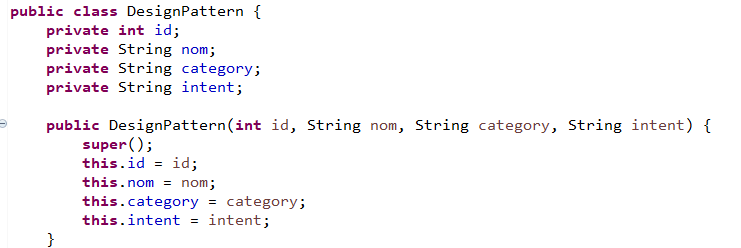 public class DesignPattern {
    private int id;
    private String nom;
    private String category;
    private String intent;

    public DesignPattern(int id, String nom, String category, String intent) {
        super();
        this.id = id;
        this.nom = nom;
        this.category = category;
        this.intent = intent;
    }